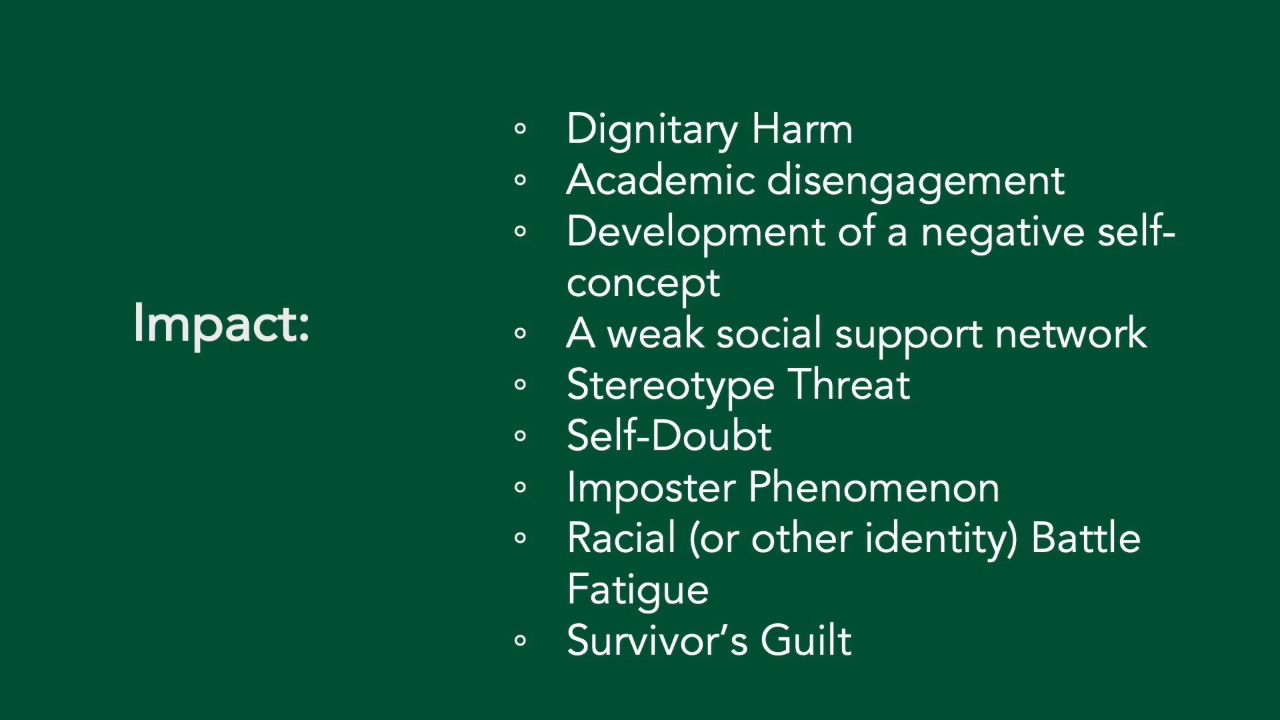 Impact:
◦ Dignitary Harm
◦ Academic disengagement
◦ Development of a negative self-
concept
◦ A weak social support network
◦ Stereotype Threat
◦ Self-Doubt
◦ Imposter Phenomenon
◦ Racial (or other identity) Battle
Fatigue
◦ Survivor’s Guilt